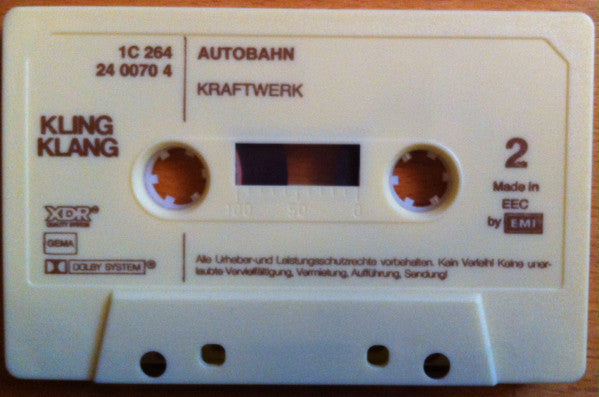 1C 264
24 0070 4
AUTOBAHN
KRAFTWERK
KLING
KLANG
XDR®
GEMA
DOLBY SYSTEM®
100 50 0
2
Made in
EEC
by EMI
Alle Urheber-und Leistungsschutzrechte vorbehalten. Kein Verleih! Keine uner-
laubte Vervielfältigung, Vermietung, Aufführung, Sendung!